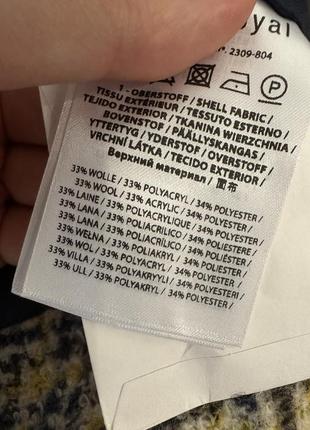 oyal
. 2309-804
1 - OBERSTOFF / SHELL FABRIC /
TISSU EXTÉRIEUR / TESSUTO ESTERNO /
TEJIDO EXTERIOR / TKANINA WIERZCHNIA /
BOVENSTOF / PÄÄLLYSKANGAS /
YTTERTYG / YDERSTOF / OVERSTOFF /
VRCHNÍ LÁTKA / TECIDO EXTERIOR /
Верхний материал / 面布
33% WOLLE / 33% POLYACRYL / 34% POLYESTER /
33% WOOL / 33% ACRYLIC / 34% POLYESTER /
33% LAINE / 33% POLYACRYLIQUE / 34% POLYESTER /
33% LANA / 33% POLIACRILICO / 34% POLIESTERE /
33% LANA / 33% POLIACRÍLICO / 34% POLIÉSTER /
33% WEŁNA / 33% POLIAKRYL / 34% POLIESTER /
33% WOL / 33% POLYACRYL / 34% POLYESTER /
33% VILLA / 33% POLYAKRYYLI / 34% POLYESTERI /
33% ULL / 33% POLYAKRYL / 34% POLYESTER /